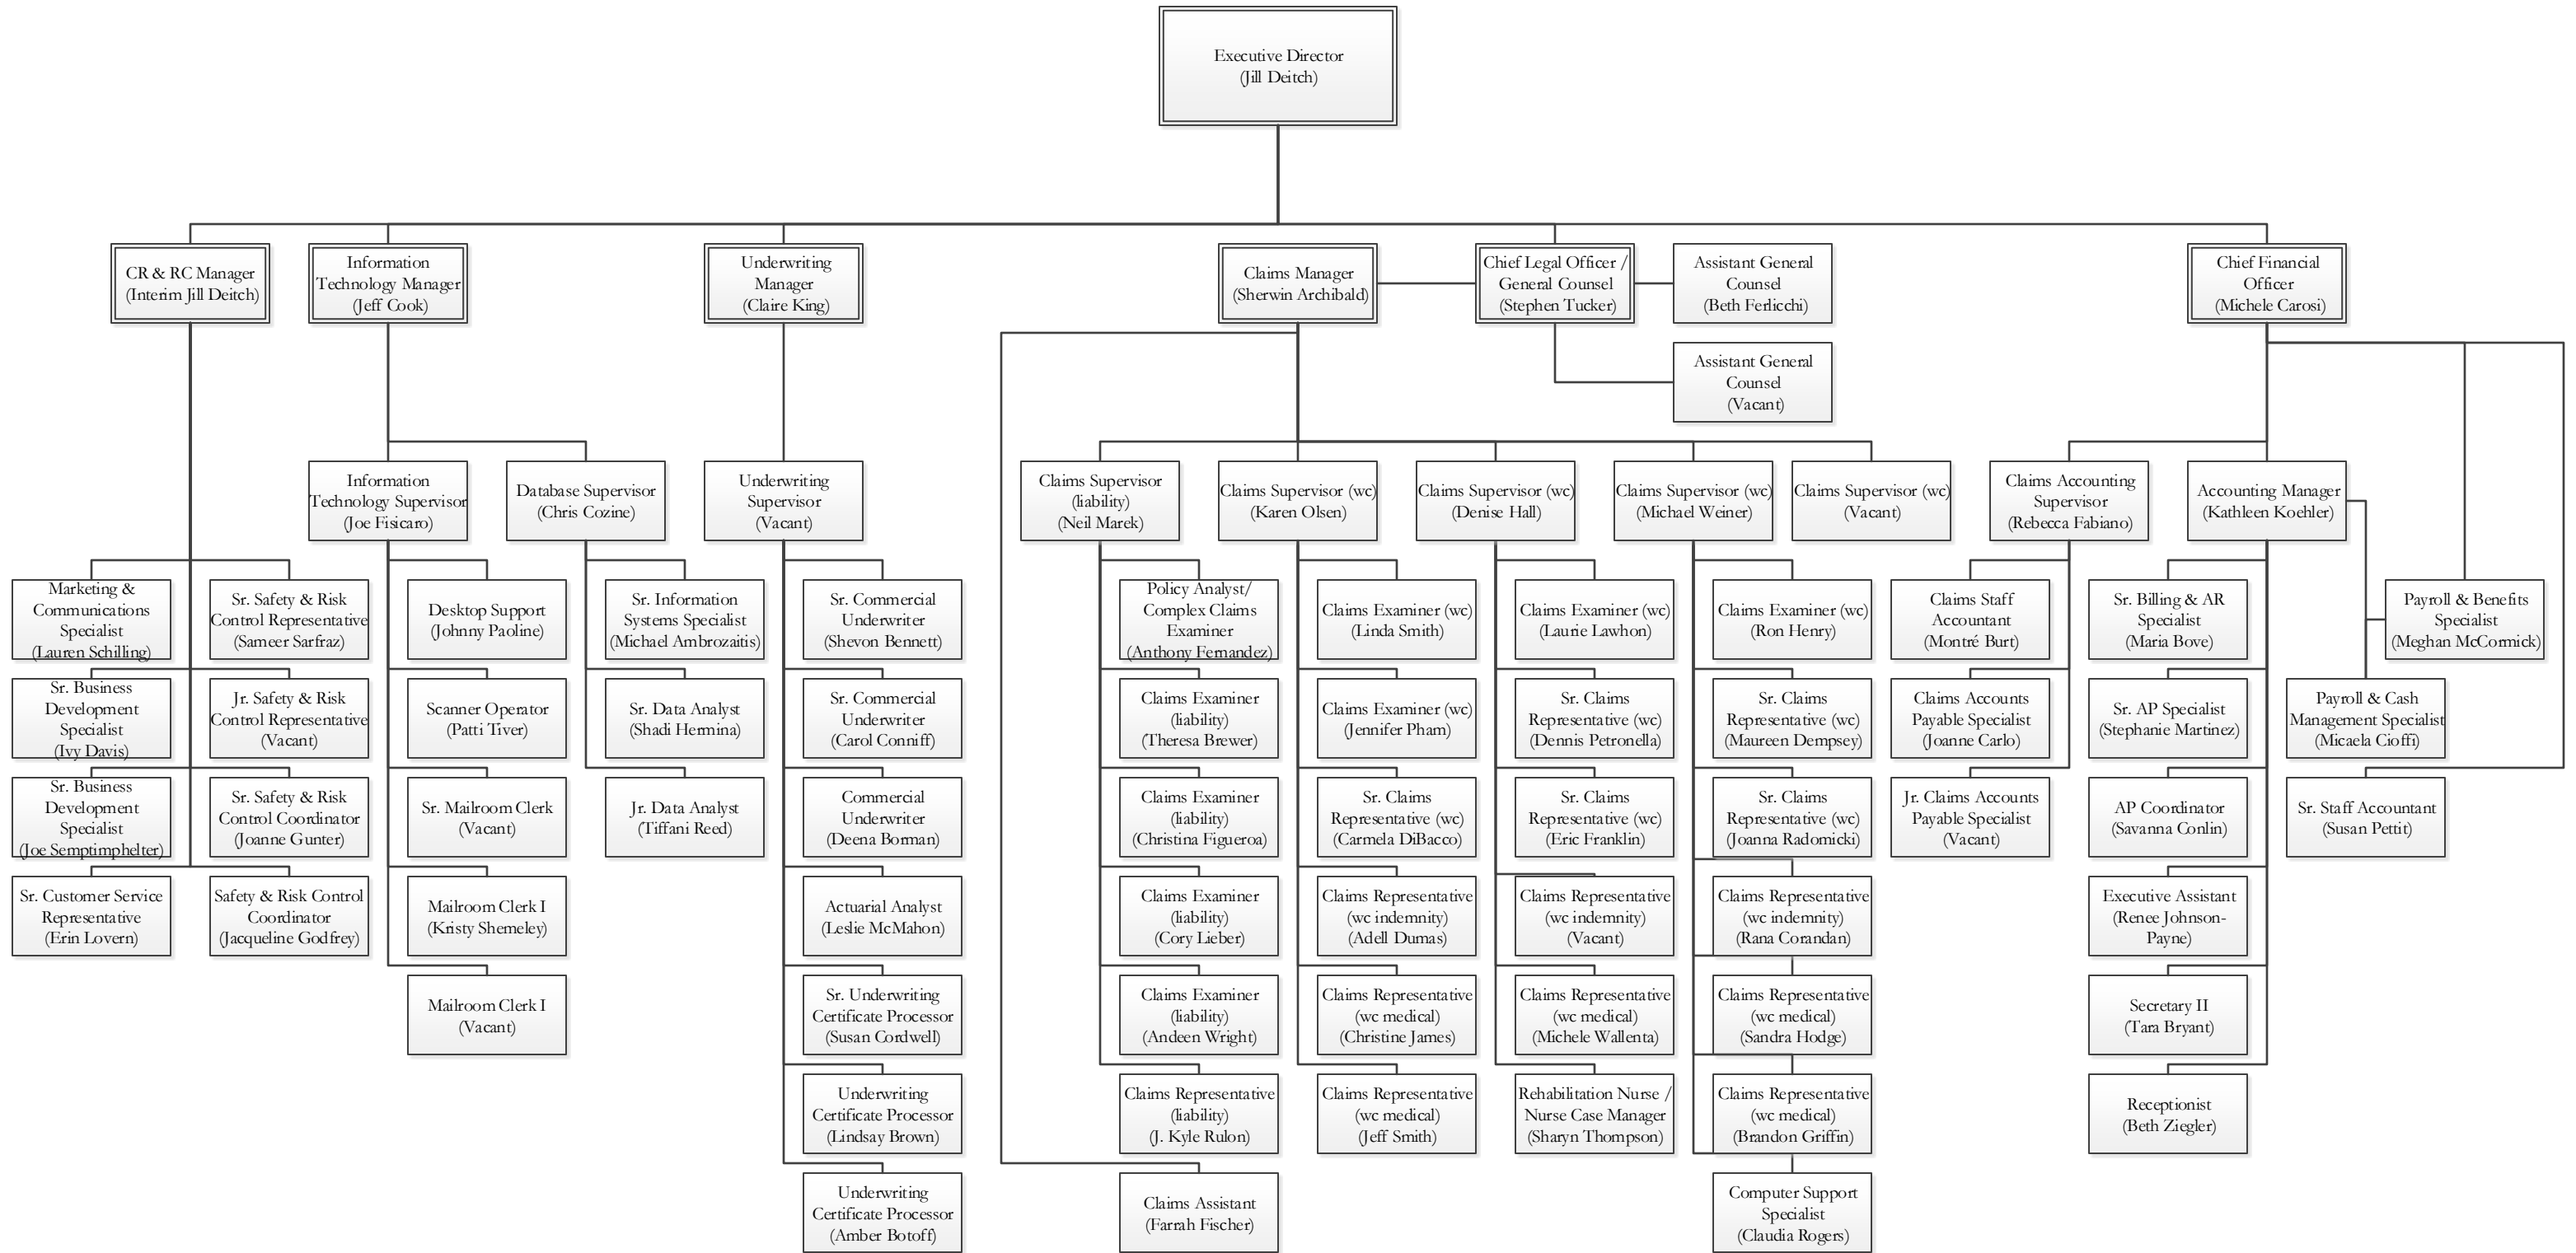 Executive Director
(Jill Deitch)
CR & RC Manager
(Interim Jill Deitch)
Information
Technology Manager
(Jeff Cook)
Underwriting
Manager
(Claire King)
Claims Manager
(Sherwin Archibald)
Chief Legal Officer /
General Counsel
(Stephen Tucker)
Assistant General
Counsel
(Beth Ferlicchi)
Chief Financial
Officer
(Michele Carosi)
Assistant General
Counsel
(Vacant)
Information
Technology Supervisor
(Joe Fisicaro)
Database Supervisor
(Chris Cozine)
Underwriting
Supervisor
(Vacant)
Claims Supervisor
(liability)
(Neil Marek)
Claims Supervisor (wc)
(Karen Olsen)
Claims Supervisor (wc)
(Denise Hall)
Claims Supervisor (wc)
(Michael Weiner)
Claims Supervisor (wc)
(Vacant)
Claims Accounting
Supervisor
(Rebecca Fabiano)
Accounting Manager
(Kathleen Koehler)
Marketing &
Communications
Specialist
(Lauren Schilling)
Sr. Safety & Risk
Control Representative
(Sameer Sarfraz)
Desktop Support
(Johnny Paoline)
Sr. Information
Systems Specialist
(Michael Ambrozaitis)
Sr. Commercial
Underwriter
(Shevon Bennett)
Policy Analyst/
Complex Claims
Examiner
(Anthony Fernandez)
Claims Examiner (wc)
(Linda Smith)
Claims Examiner (wc)
(Laurie Lawhon)
Claims Examiner (wc)
(Ron Henry)
Claims Staff
Accountant
(Montré Burt)
Sr. Billing & AR
Specialist
(Maria Bove)
Payroll & Benefits
Specialist
(Meghan McCormick)
Sr. Business
Development
Specialist
(Ivy Davis)
Jr. Safety & Risk
Control Representative
(Vacant)
Scanner Operator
(Patti Tiver)
Sr. Data Analyst
(Shadi Hermina)
Sr. Commercial
Underwriter
(Carol Conniff)
Claims Examiner
(liability)
(Theresa Brewer)
Claims Examiner (wc)
(Jennifer Pham)
Sr. Claims
Representative (wc)
(Dennis Petronella)
Sr. Claims
Representative (wc)
(Maureen Dempsey)
Claims Accounts
Payable Specialist
(Joanne Carlo)
Sr. AP Specialist
(Stephanie Martinez)
Payroll & Cash
Management Specialist
(Micaela Cioffi)
Sr. Business
Development
Specialist
(Joe Semptimphelter)
Sr. Safety & Risk
Control Coordinator
(Joanne Gunter)
Sr. Mailroom Clerk
(Vacant)
Jr. Data Analyst
(Tiffani Reed)
Commercial
Underwriter
(Deena Borman)
Claims Examiner
(liability)
(Christina Figueroa)
Sr. Claims
Representative (wc)
(Carmela DiBacco)
Sr. Claims
Representative (wc)
(Eric Franklin)
Sr. Claims
Representative (wc)
(Joanna Radomicki)
Jr. Claims Accounts
Payable Specialist
(Vacant)
AP Coordinator
(Savanna Conlin)
Sr. Staff Accountant
(Susan Pettit)
Sr. Customer Service
Representative
(Erin Lovern)
Safety & Risk Control
Coordinator
(Jacqueline Godfrey)
Mailroom Clerk I
(Kristy Shemeley)
Actuarial Analyst
(Leslie McMahon)
Claims Examiner
(liability)
(Cory Lieber)
Claims Representative
(wc indemnity)
(Adell Dumas)
Claims Representative
(wc indemnity)
(Vacant)
Claims Representative
(wc indemnity)
(Rana Corandan)
Executive Assistant
(Renee Johnson-
Payne)
Mailroom Clerk I
(Vacant)
Sr. Underwriting
Certificate Processor
(Susan Cordwell)
Claims Examiner
(liability)
(Andeen Wright)
Claims Representative
(wc medical)
(Christine James)
Claims Representative
(wc medical)
(Michele Wallenta)
Claims Representative
(wc medical)
(Sandra Hodge)
Secretary II
(Tara Bryant)
Underwriting
Certificate Processor
(Lindsay Brown)
Claims Representative
(liability)
(J. Kyle Rulon)
Claims Representative
(wc medical)
(Jeff Smith)
Rehabilitation Nurse /
Nurse Case Manager
(Sharyn Thompson)
Claims Representative
(wc medical)
(Brandon Griffin)
Receptionist
(Beth Ziegler)
Underwriting
Certificate Processor
(Amber Botoff)
Claims Assistant
(Farrah Fischer)
Computer Support
Specialist
(Claudia Rogers)